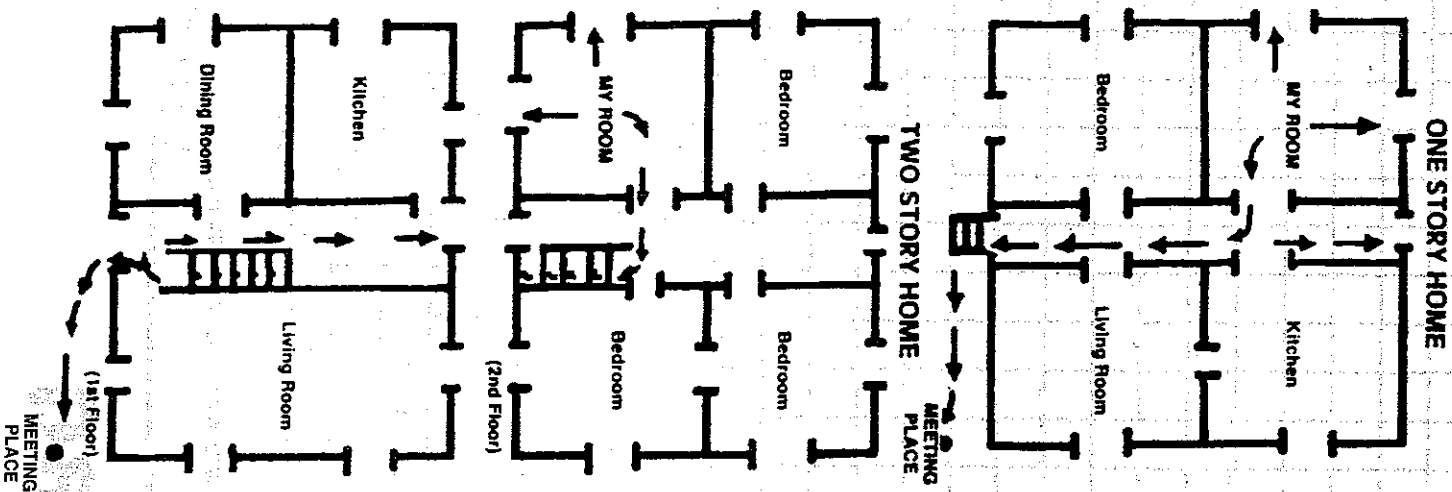 ONE STORY HOME
MY ROOM
Kitchen
Bedroom
Living Room
MEETING
PLACE
TWO STORY HOME
Bedroom
Bedroom
MY ROOM
Bedroom
(2nd Floor)
Kitchen
Living Room
Dining Room
(1st Floor)
MEETING
PLACE